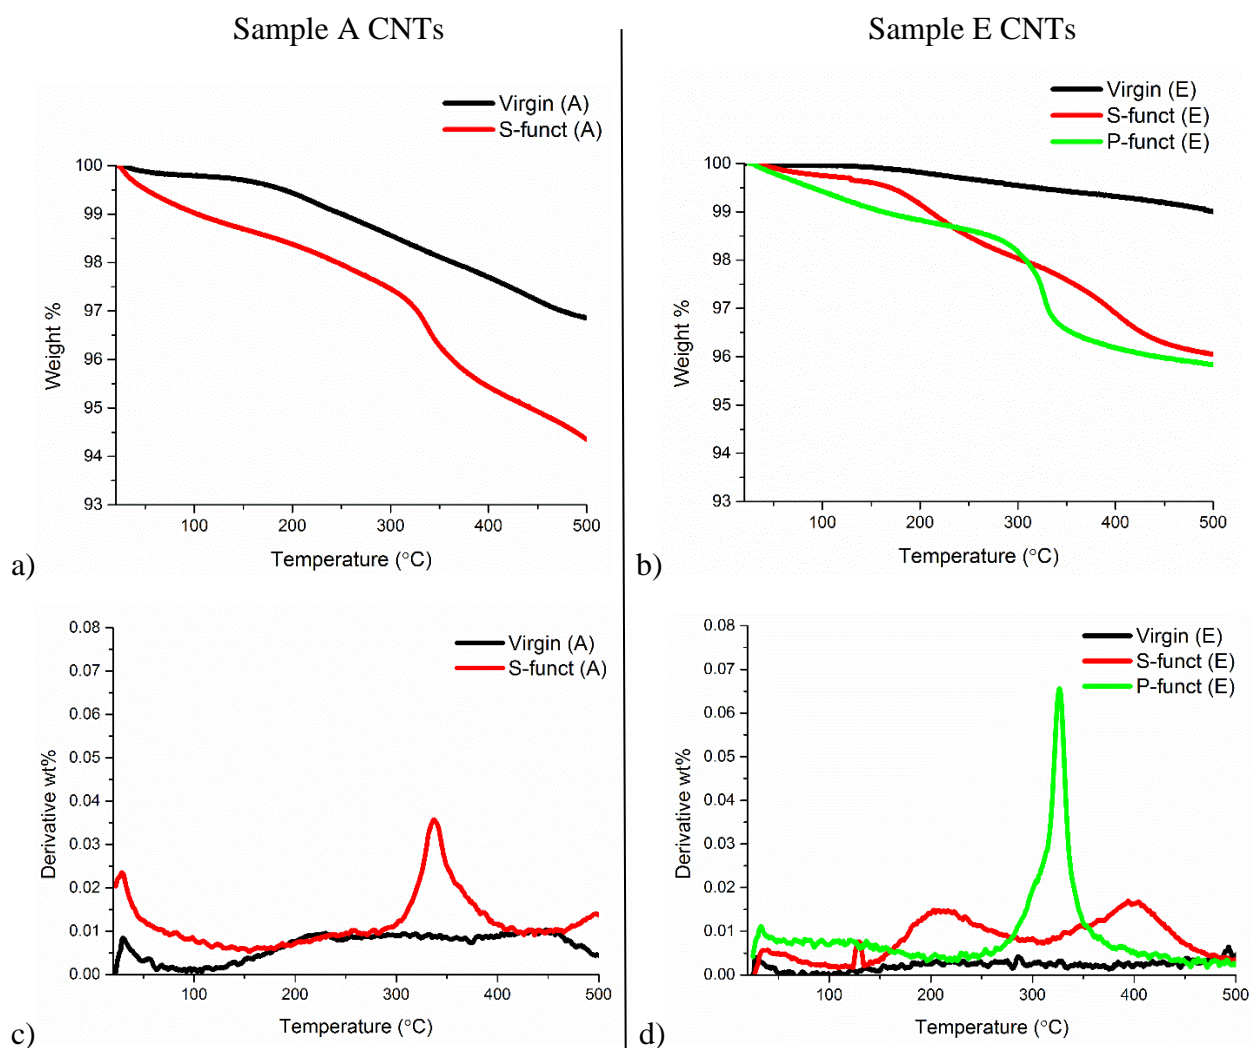 Sample A CNTs
Sample E CNTs
Virgin (A)
S-funct (A)
100
99
98
97
96
95
94
93
Weight %
100
200
300
400
500
Temperature (°C)
a)
Virgin (E)
S-funct (E)
P-funct (E)
100
99
98
97
96
95
94
93
Weight %
100
200
300
400
500
Temperature (°C)
b)
Virgin (A)
S-funct (A)
0.08
0.07
0.06
0.05
0.04
0.03
0.02
0.01
0.00
Derivative wt%
100
200
300
400
500
Temperature (°C)
c)
Virgin (E)
S-funct (E)
P-funct (E)
0.08
0.07
0.06
0.05
0.04
0.03
0.02
0.01
0.00
Derivative wt%
100
200
300
400
500
Temperature (°C)
d)